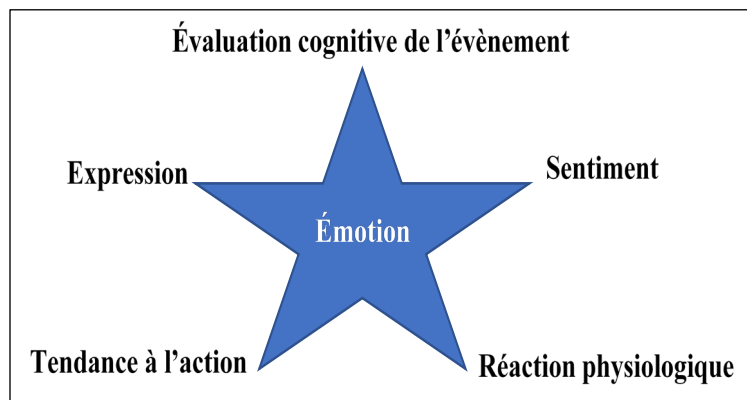 Évaluation cognitive de l’évènement
Expression
Sentiment
Émotion
Tendance à l’action
Réaction physiologique